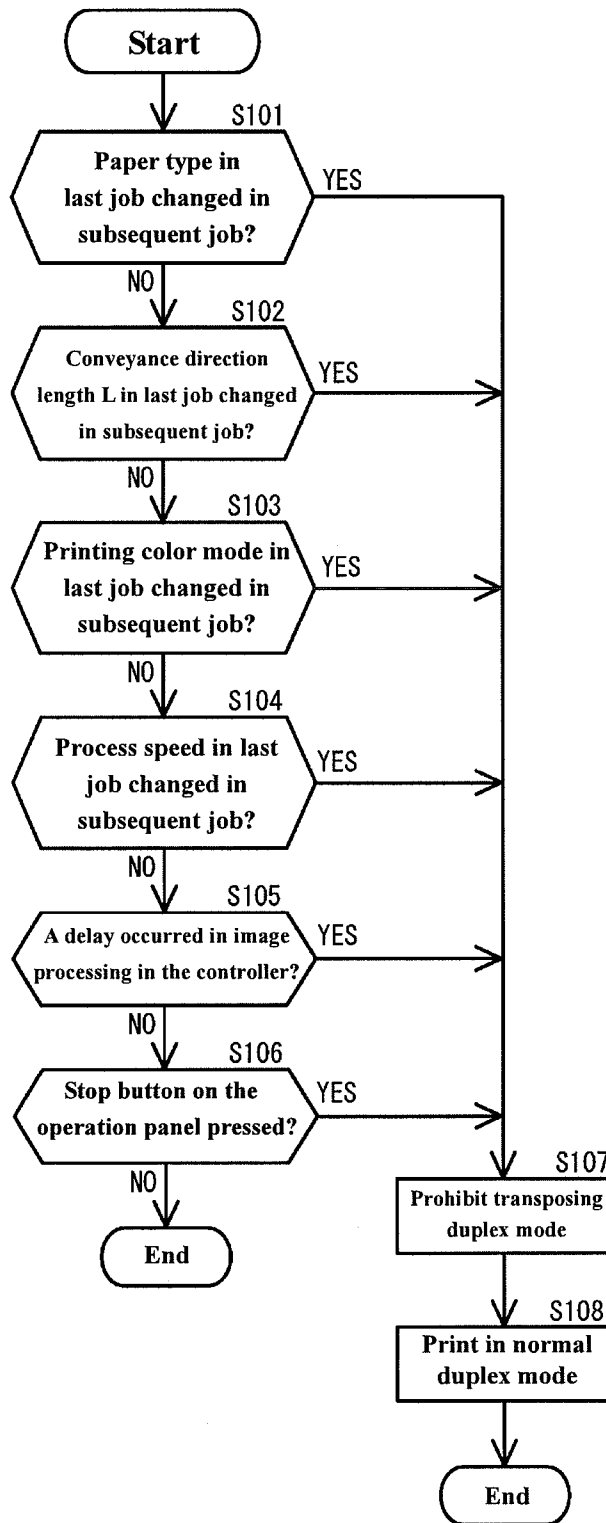 Start
S101
Paper type in
last job changed in
subsequent job?
YES
NO
S102
Conveyance direction
length L in last job changed
in subsequent job?
YES
NO
S103
Printing color mode in
last job changed in
subsequent job?
YES
NO
S104
Process speed in last
job changed in
subsequent job?
YES
NO
S105
A delay occurred in image
processing in the controller?
YES
NO
S106
Stop button on the
operation panel pressed?
YES
NO
End
S107
Prohibit transposing
duplex mode
S108
Print in normal
duplex mode
End